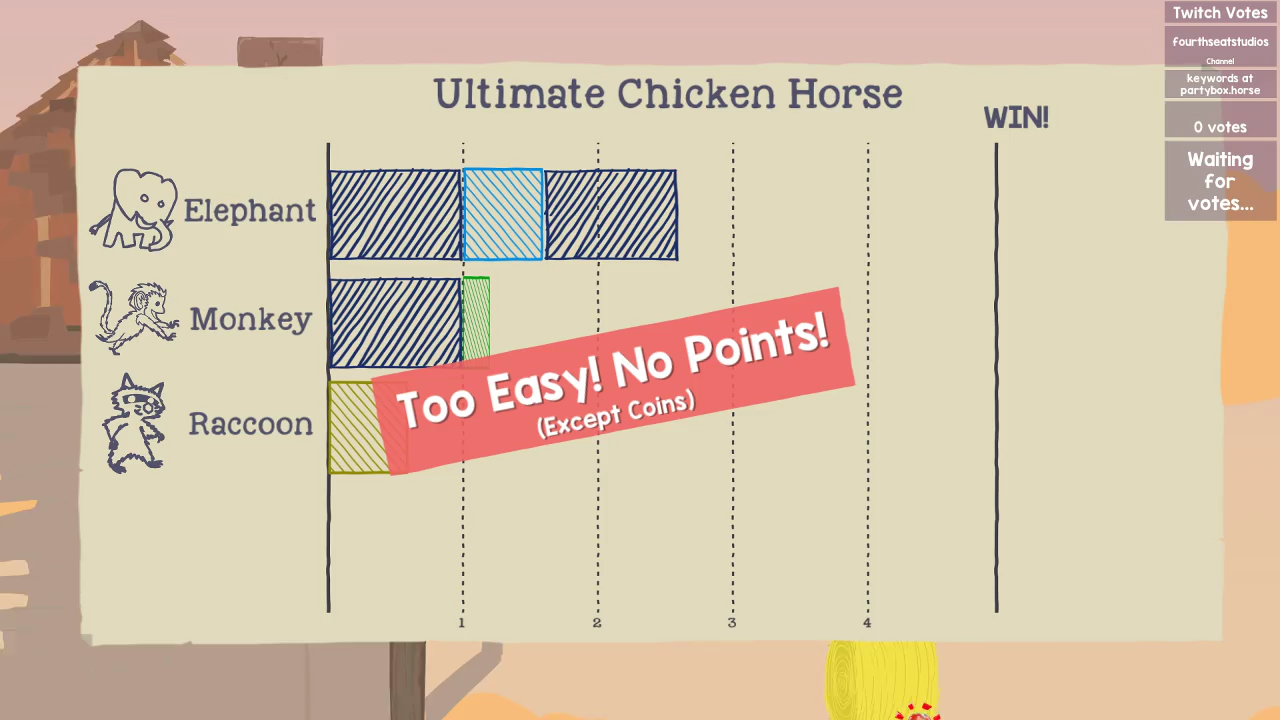 Ultimate Chicken Horse
WIN!
Elephant
Monkey
Raccoon
Too Easy! No Points!
(Except Coins)
1
2
3
4
Twitch Votes
fourthseatstudios
Channel
keywords at
partybox.horse
0 votes
Waiting
for
votes...